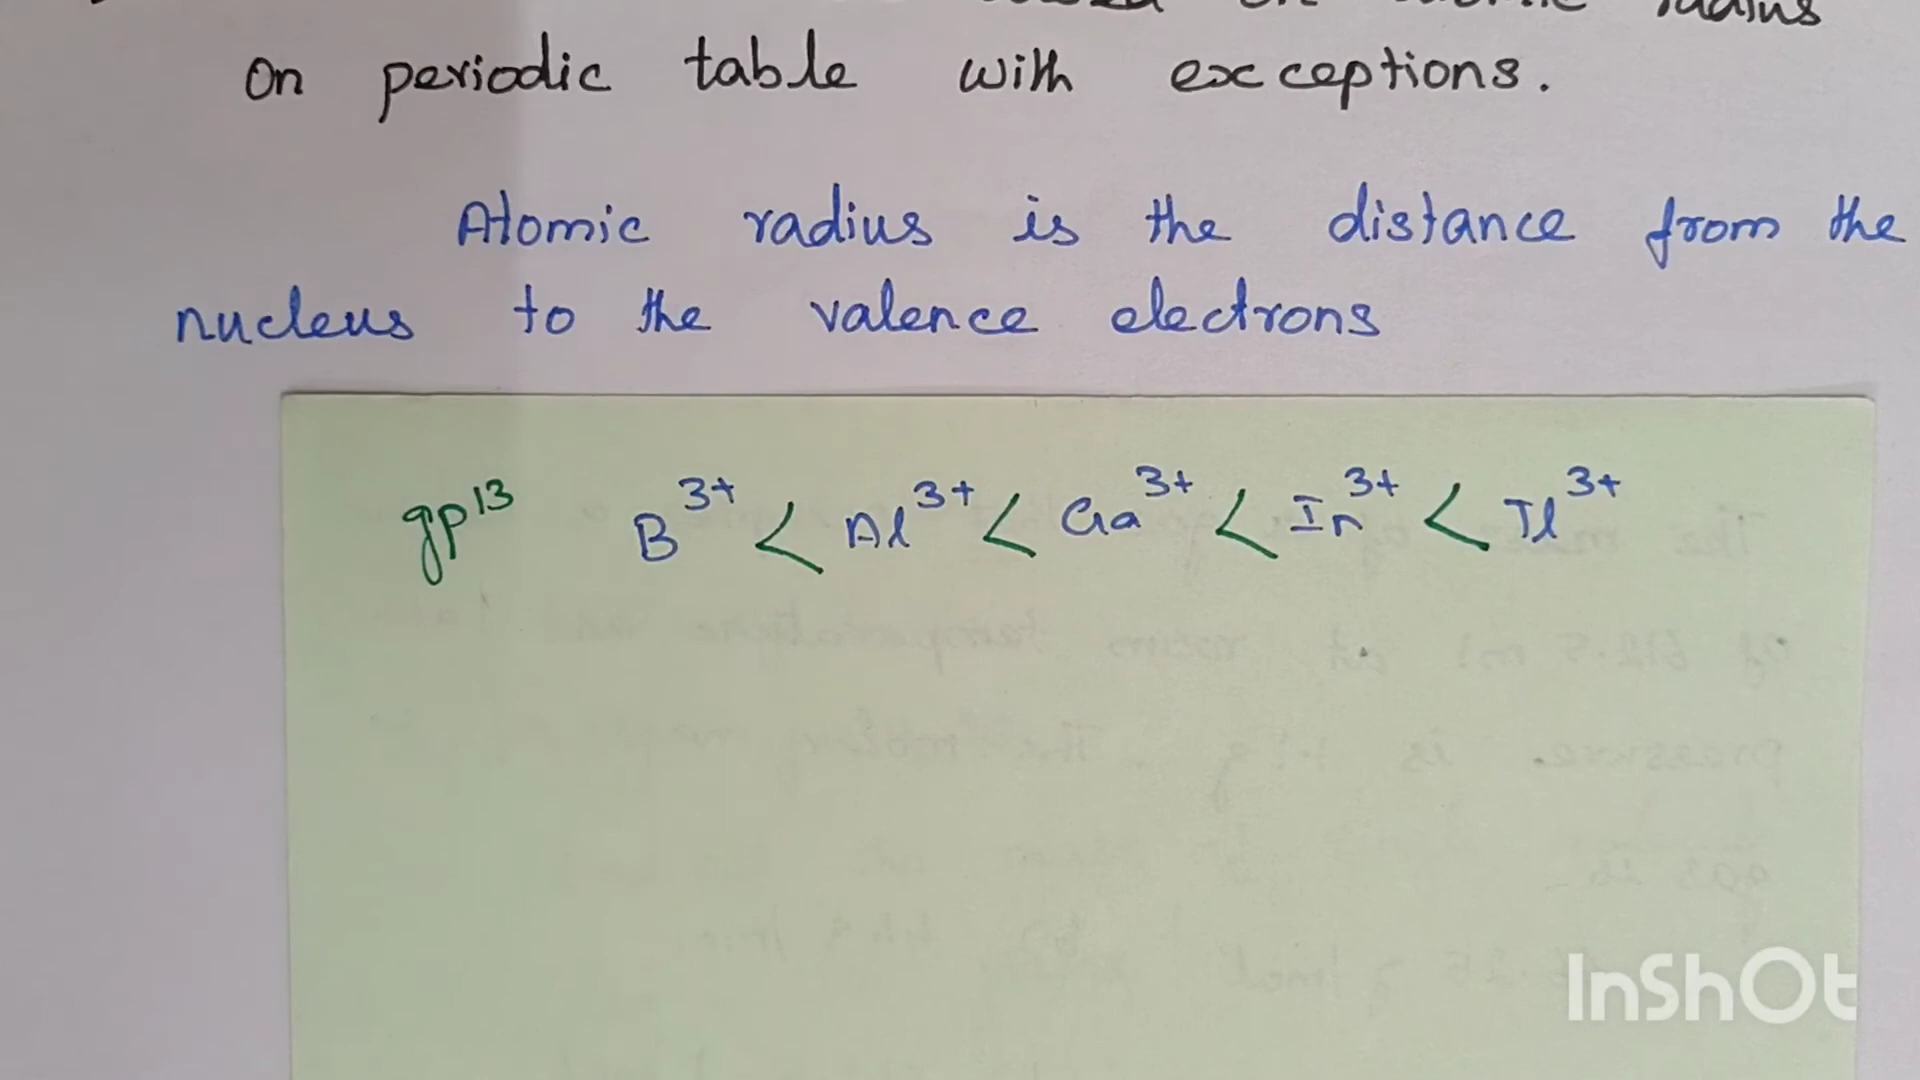 on periodic table with exceptions.
Atomic radius is the distance from the
nucleus to the valence electrons
gp13 B3+ < Al3+ < Ga3+ < In3+ < Tl3+
InShOt